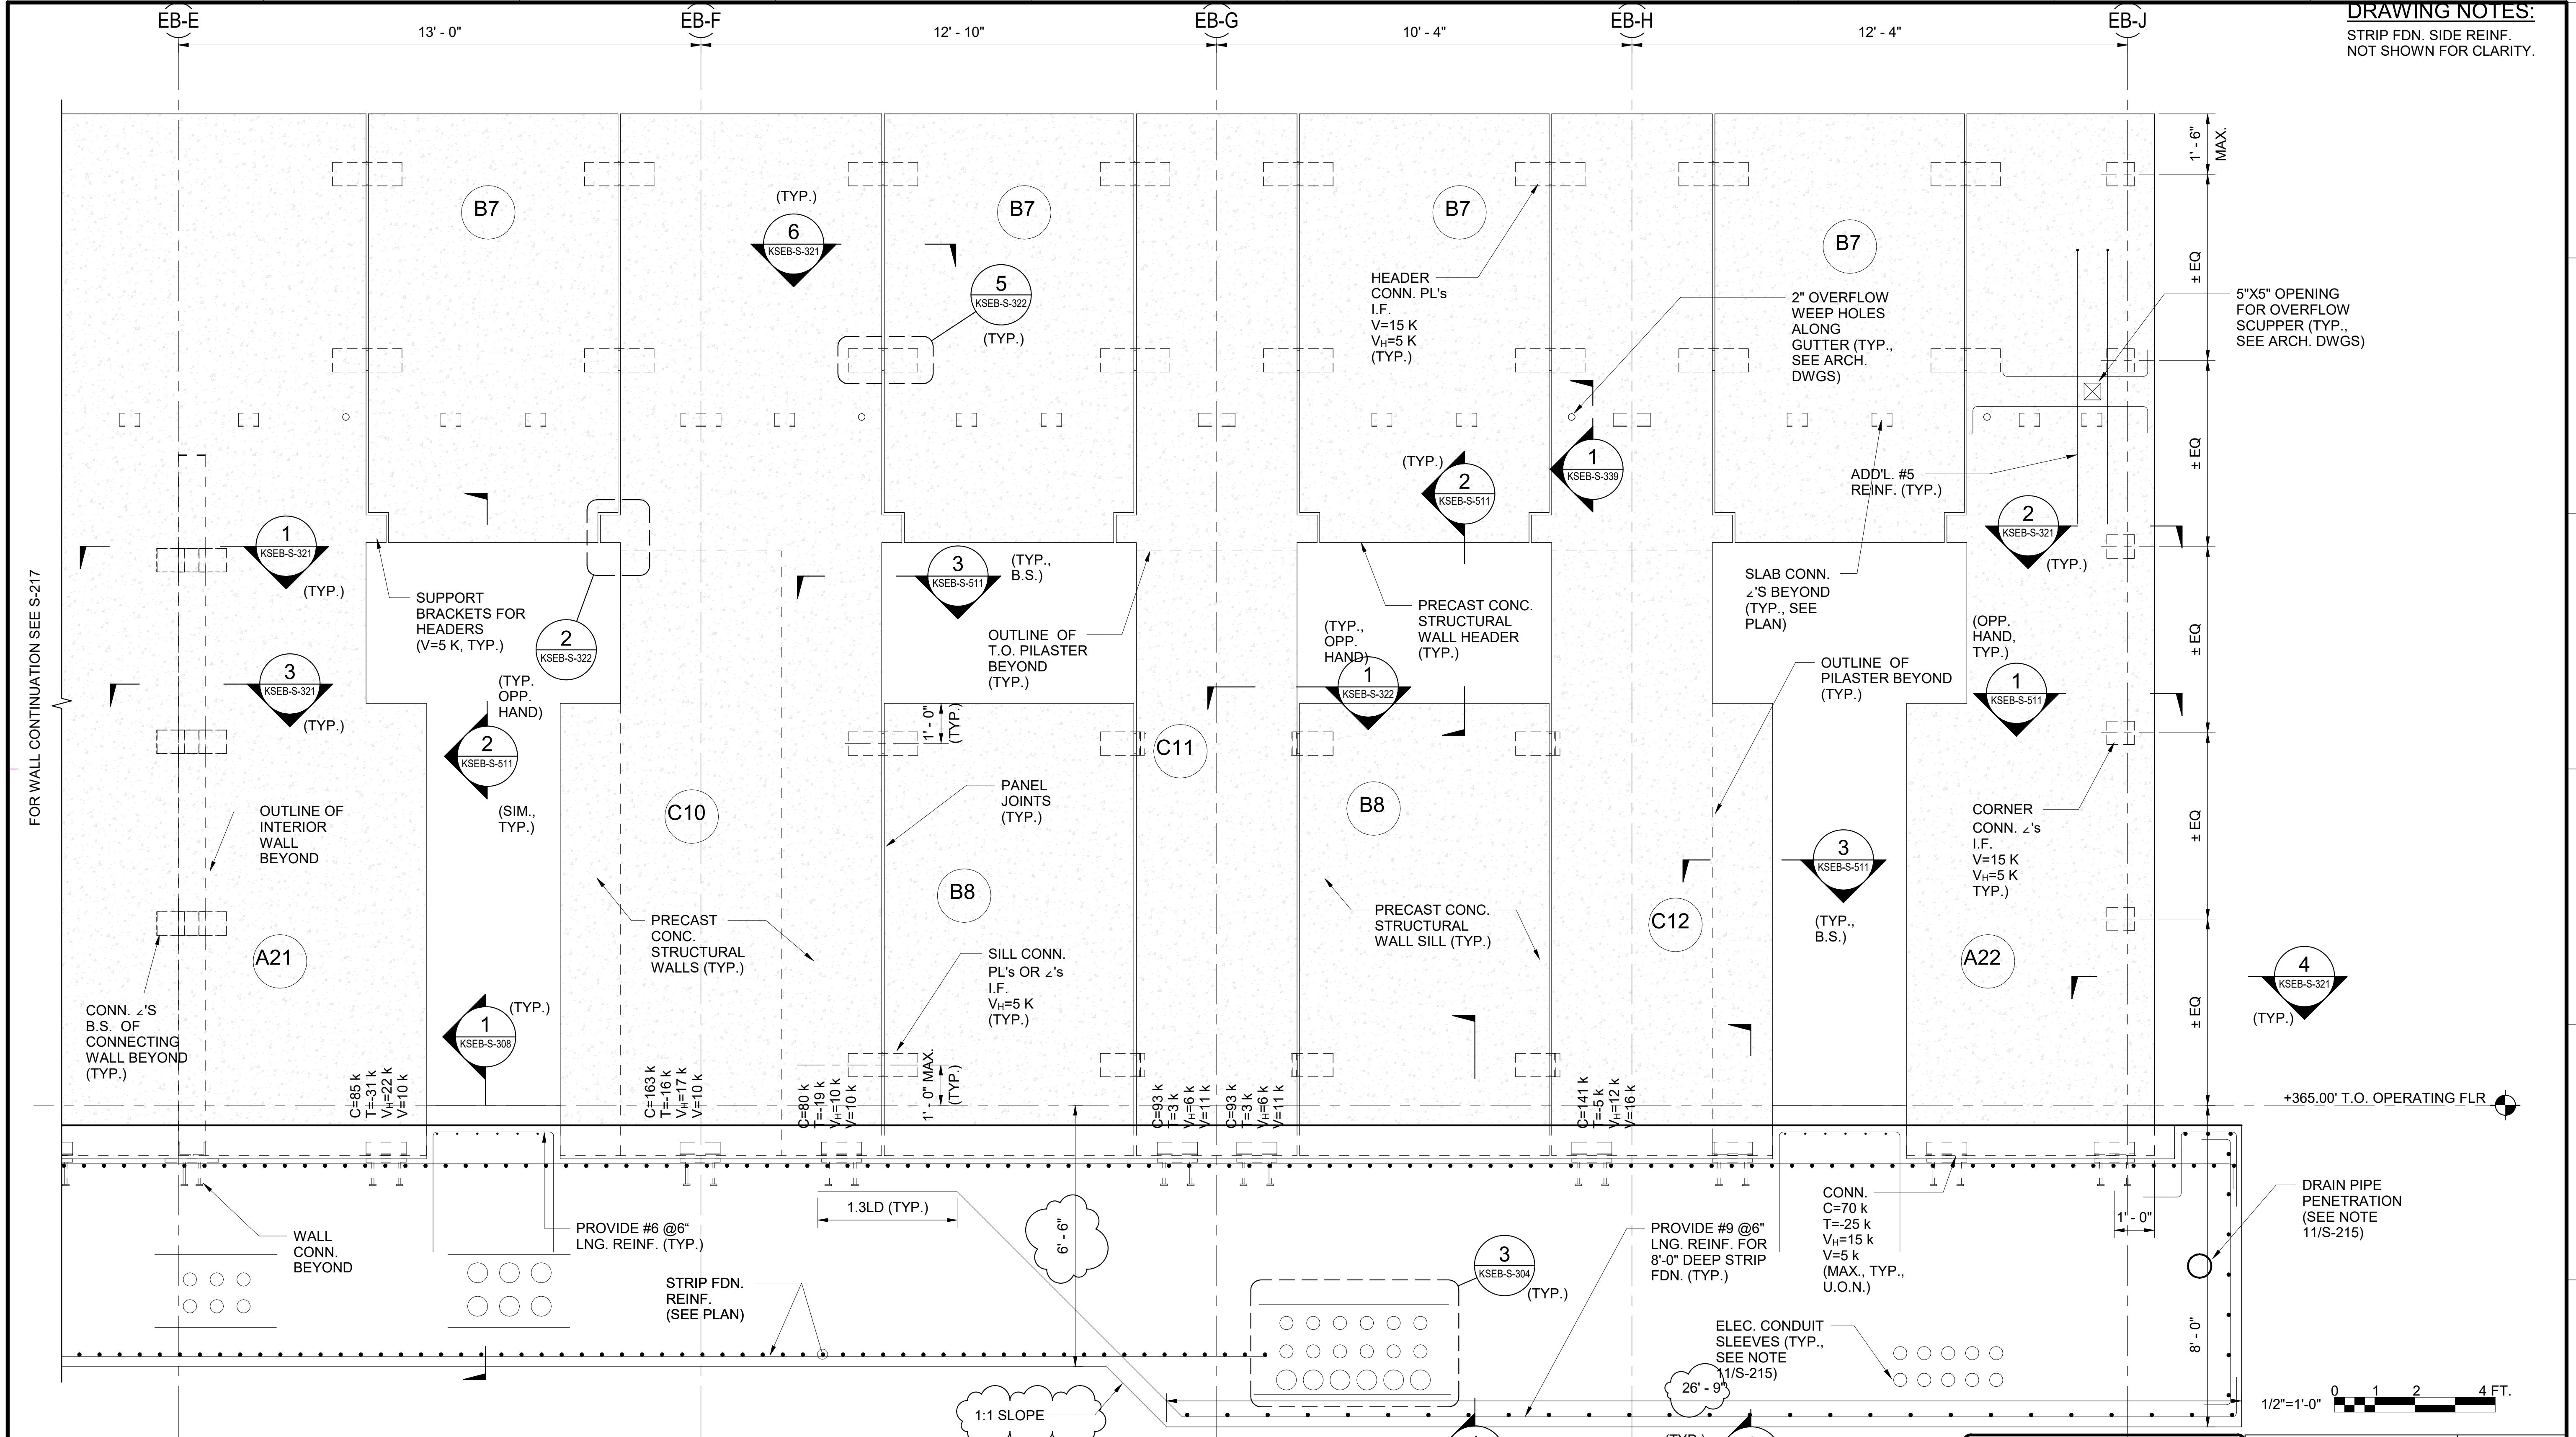 EB-E
EB-F
EB-G
EB-H
EB-J
13' - 0"
12' - 10"
10' - 4"
12' - 4"
DRAWING NOTES:
STRIP FDN. SIDE REINF.
NOT SHOWN FOR CLARITY.
1' - 6"
MAX.
± EQ
± EQ
± EQ
± EQ
± EQ
B7
B7
B7
B7
(TYP.)
6
KSEB-S-321
5
KSEB-S-322
(TYP.)
HEADER
CONN. PL's
I.F.
V=15 K
VH=5 K
(TYP.)
2" OVERFLOW
WEEP HOLES
ALONG
GUTTER (TYP.,
SEE ARCH.
DWGS)
5"X5" OPENING
FOR OVERFLOW
SCUPPER (TYP.,
SEE ARCH. DWGS)
(TYP.)
2
KSEB-S-511
1
KSEB-S-339
ADD'L. #5
REINF. (TYP.)
1
KSEB-S-321
(TYP.)
2
KSEB-S-321
(TYP.)
3
KSEB-S-511
(TYP.,
B.S.)
SUPPORT
BRACKETS FOR
HEADERS
(V=5 K, TYP.)
2
KSEB-S-322
OUTLINE OF
T.O. PILASTER
BEYOND
(TYP.)
PRECAST CONC.
STRUCTURAL
WALL HEADER
(TYP.)
SLAB CONN.
∠'S BEYOND
(TYP., SEE
PLAN)
(OPP.
HAND,
TYP.)
1
KSEB-S-511
FOR WALL CONTINUATION SEE S-217
3
KSEB-S-321
(TYP.)
(TYP.
OPP.
HAND)
2
KSEB-S-511
(SIM.,
TYP.)
(TYP.,
OPP.
HAND)
1
KSEB-S-322
OUTLINE OF
PILASTER BEYOND
(TYP.)
1' - 0"
(TYP.)
C11
C10
B8
PANEL
JOINTS
(TYP.)
OUTLINE OF
INTERIOR
WALL
BEYOND
CORNER
CONN. ∠'s
I.F.
V=15 K
VH=5 K
TYP.)
3
KSEB-S-511
(TYP.,
B.S.)
B8
C12
A21
A22
PRECAST
CONC.
STRUCTURAL
WALLS (TYP.)
PRECAST CONC.
STRUCTURAL
WALL SILL (TYP.)
SILL CONN.
PL's OR ∠'s
I.F.
VH=5 K
(TYP.)
4
KSEB-S-321
(TYP.)
CONN. ∠'S
B.S. OF
CONNECTING
WALL BEYOND
(TYP.)
(TYP.)
1
KSEB-S-308
C=85 k
T=-31 k
VH=22 k
V=10 k
C=163 k
T=-16 k
VH=17 k
V=10 k
C=80 k
T=-19 k
VH=10 k
V=10 k
1' - 0" MAX.
(TYP.)
C=93 k
T=3 k
VH=6 k
V=11 k
C=93 k
T=3 k
VH=6 k
V=11 k
C=141 k
T=-5 k
VH=12 k
V=16 k
+365.00' T.O. OPERATING FLR
WALL
CONN.
BEYOND
PROVIDE #6 @6"
LNG. REINF. (TYP.)
1.3LD (TYP.)
6' - 6"
STRIP FDN.
REINF.
(SEE PLAN)
3
KSEB-S-304
(TYP.)
PROVIDE #9 @6"
LNG. REINF. FOR
8'-0" DEEP STRIP
FDN. (TYP.)
CONN.
C=70 k
T=-25 k
VH=15 k
V=5 k
(MAX., TYP.,
U.O.N.)
1' - 0"
DRAIN PIPE
PENETRATION
(SEE NOTE
11/S-215)
ELEC. CONDUIT
SLEEVES (TYP.,
SEE NOTE
11/S-215)
8' - 0"
26' - 9"
1:1 SLOPE
1/2"=1'-0"
0 1 2 4 FT.